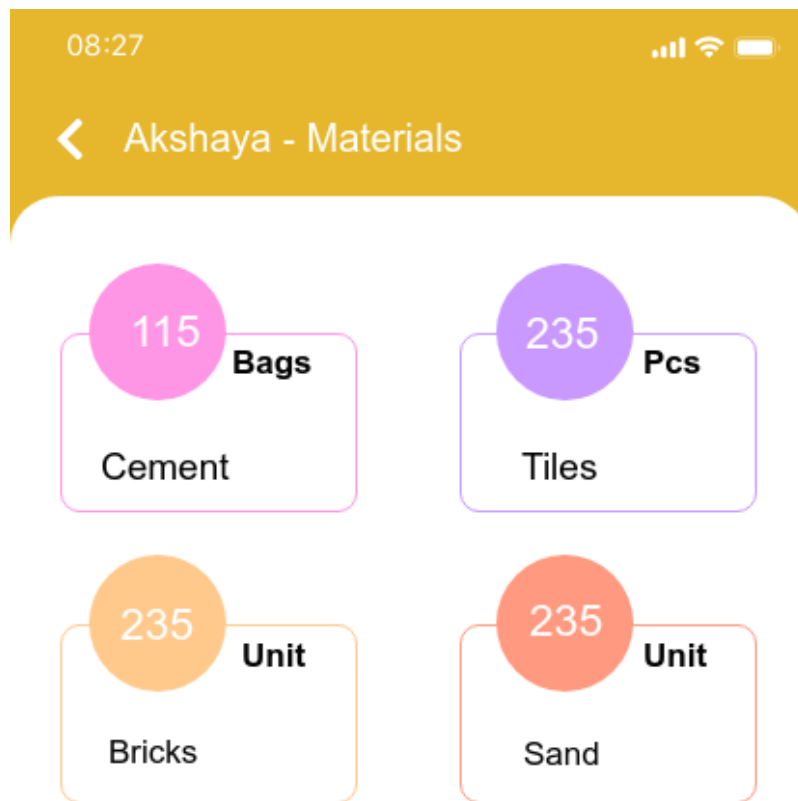 08:27
Akshaya - Materials
115 Bags
Cement
235 Pcs
Tiles
235 Unit
Bricks
235 Unit
Sand